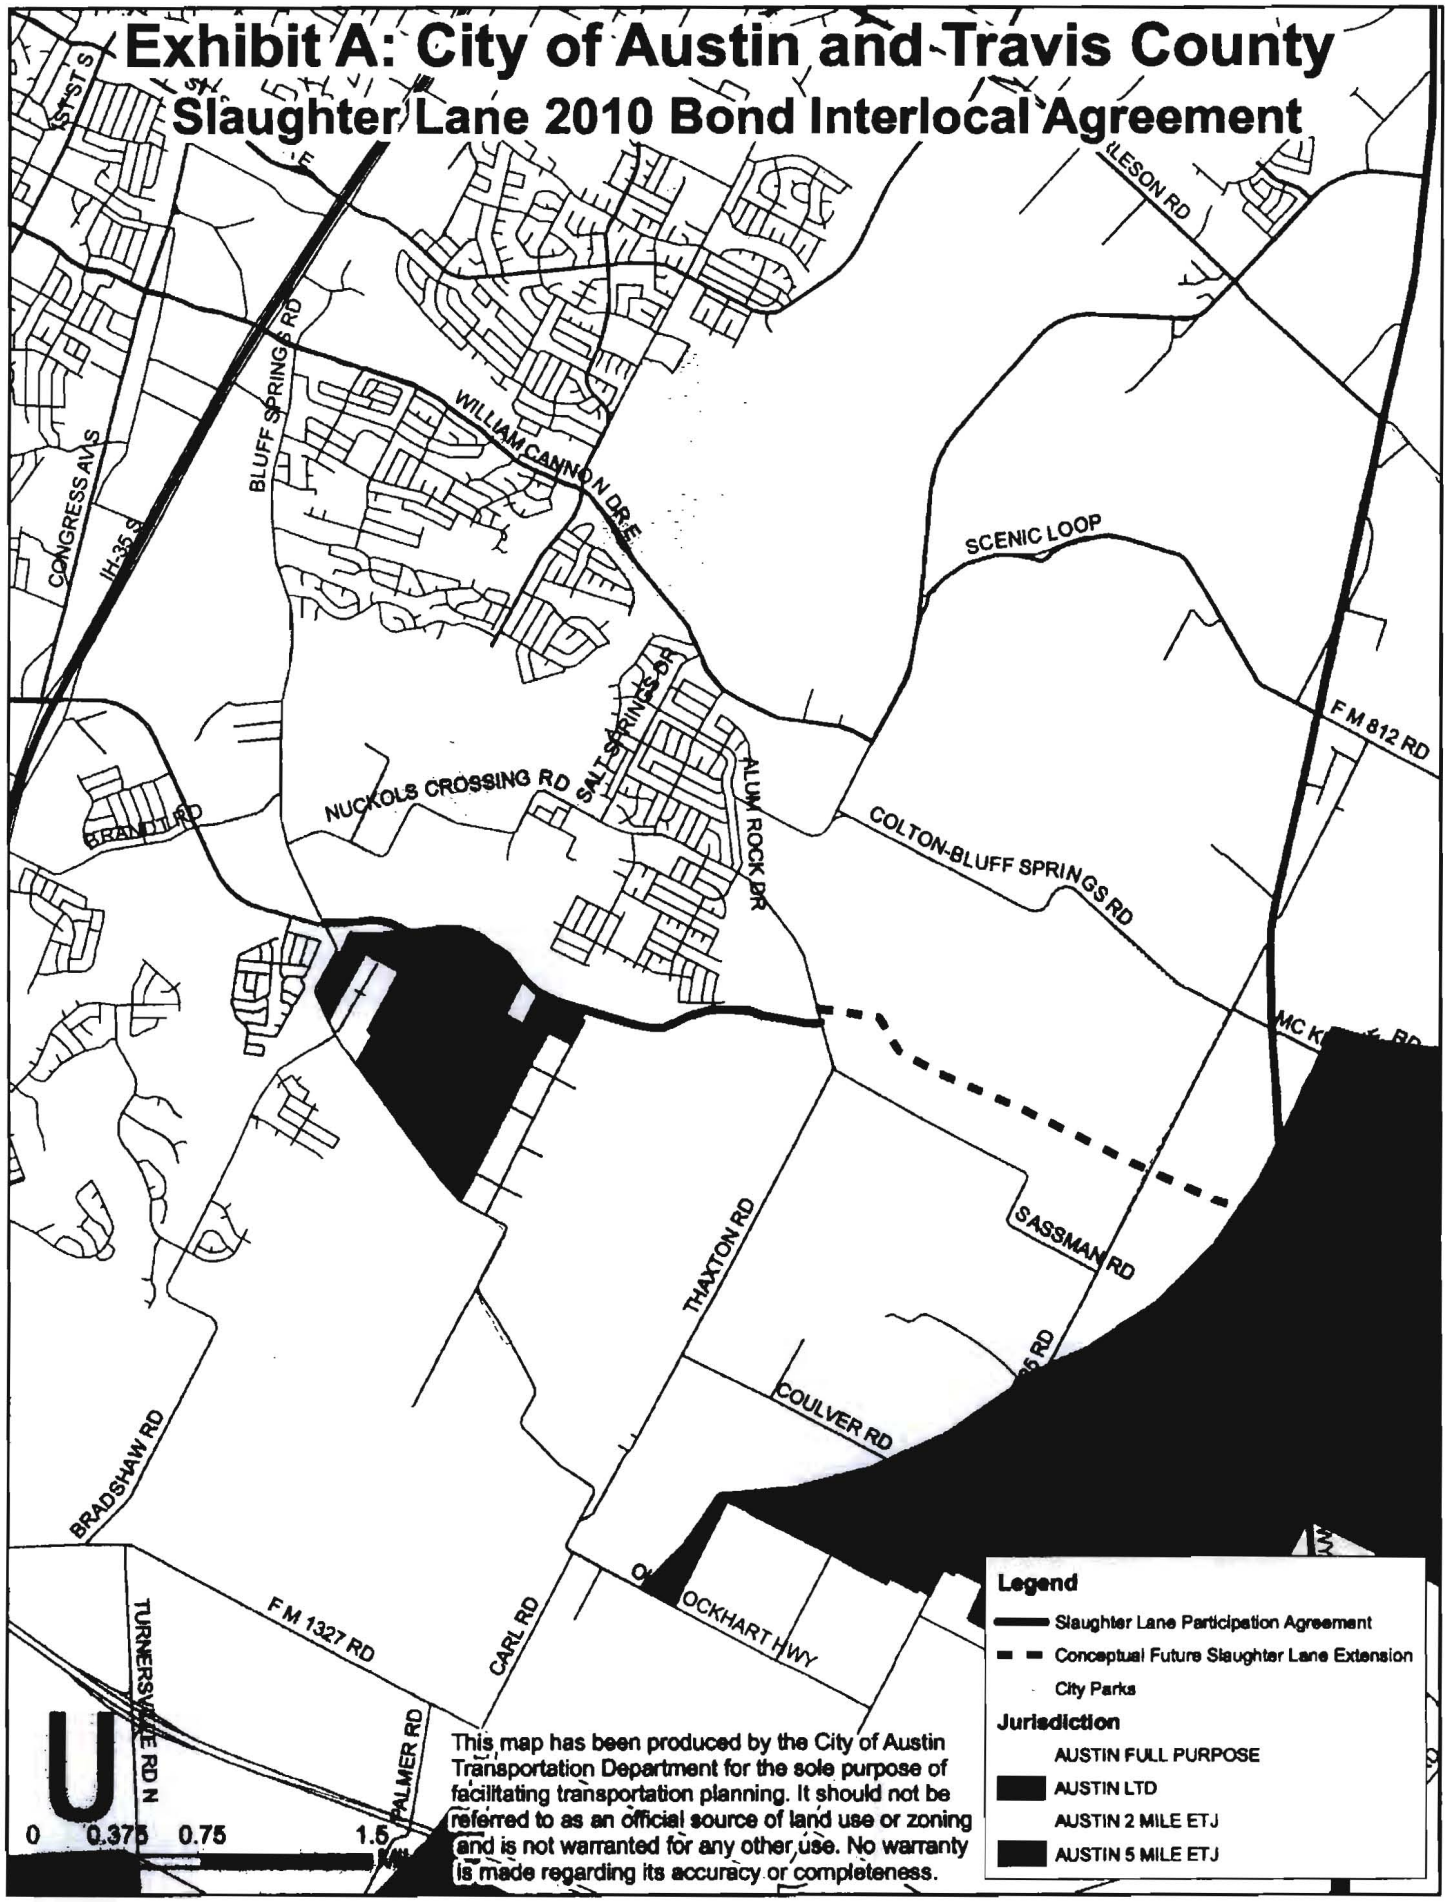 Exhibit A: City of Austin and Travis County
Slaughter Lane 2010 Bond Interlocal Agreement
ST ST S
E
BLUFF SPRINGS RD
WILLIAM CANNON DR E
CONGRESS AV S
IH-35 S
SCENIC LOOP
F M 812 RD
SALT SPRINGS DR
NUCKOLS CROSSING RD
BRANDT RD
ALUM ROCK DR
COLTON-BLUFF SPRINGS RD
THAXTON RD
SASSMAN RD
COULVER RD
BRADSHAW RD
F M 1327 RD
CARL RD
TURNERSVILLE RD N
PALMER RD
OCKHART HWY
U
0 0.375 0.75 1.5
This map has been produced by the City of Austin
Transportation Department for the sole purpose of
facilitating transportation planning. It should not be
referred to as an official source of land use or zoning
and is not warranted for any other use. No warranty
is made regarding its accuracy or completeness.
Legend
Slaughter Lane Participation Agreement
Conceptual Future Slaughter Lane Extension
City Parks
Jurisdiction
AUSTIN FULL PURPOSE
AUSTIN LTD
AUSTIN 2 MILE ETJ
AUSTIN 5 MILE ETJ